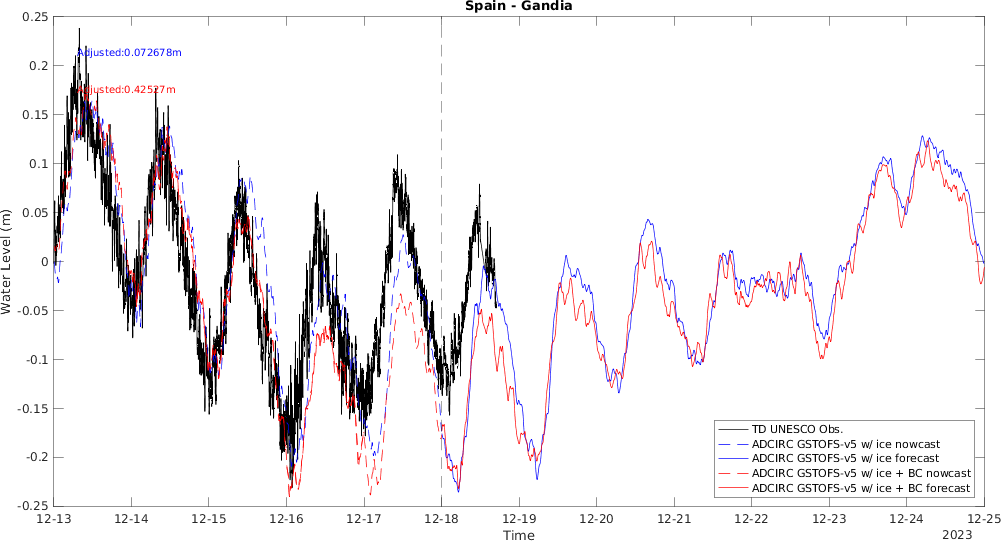 Spain - Gandia
0.25
0.2
0.15
0.1
0.05
0
-0.05
-0.1
-0.15
-0.2
-0.25
Water Level (m)
Adjusted:0.072678m
Adjusted:0.42527m
TD UNESCO Obs.
ADCIRC GSTOFS-v5 w/ ice nowcast
ADCIRC GSTOFS-v5 w/ ice forecast
ADCIRC GSTOFS-v5 w/ ice + BC nowcast
ADCIRC GSTOFS-v5 w/ ice + BC forecast
12-13 12-14 12-15 12-16 12-17 12-18 12-19 12-20 12-21 12-22 12-23 12-24 12-25
Time
2023